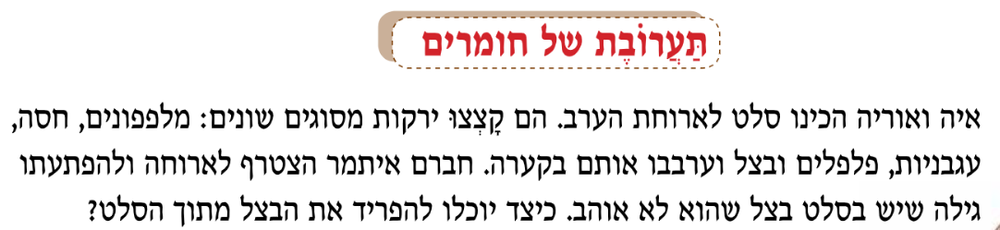 תַּעֲרוֹבֶת של חומרים
איה ואוריה הכינו סלט לארוחת הערב. הם קָצְצוּ ירקות מסוגים שונים: מלפפונים, חסה,
עגבניות, פלפלים ובצל וערבבו אותם בקערה. חברם איתמר הצטרף לארוחה ולהפתעתו
גילה שיש בסלט בצל שהוא לא אוהב. כיצד יוכלו להפריד את הבצל מתוך הסלט?